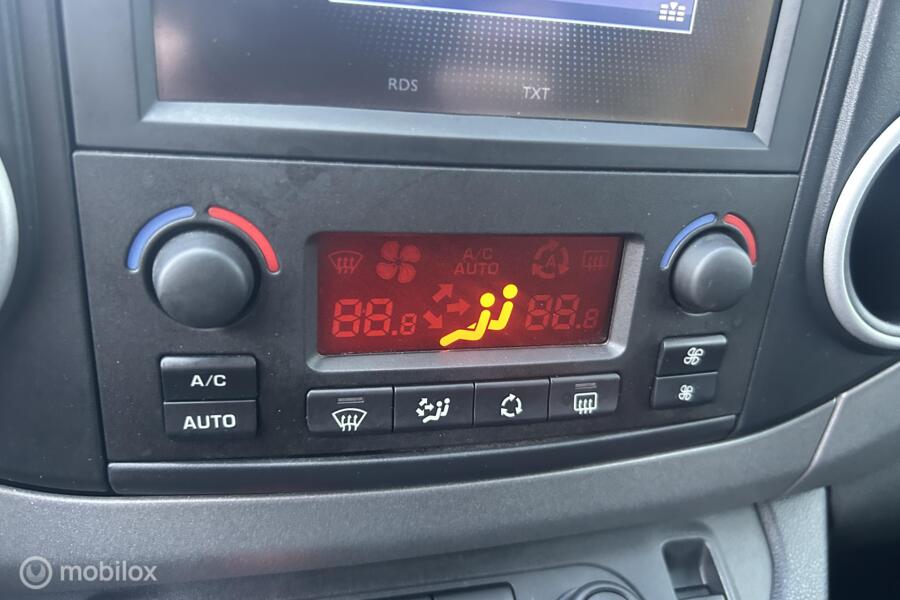 RDS TXT
A/C
AUTO
88.8 88.8
A/C
AUTO
mobilox